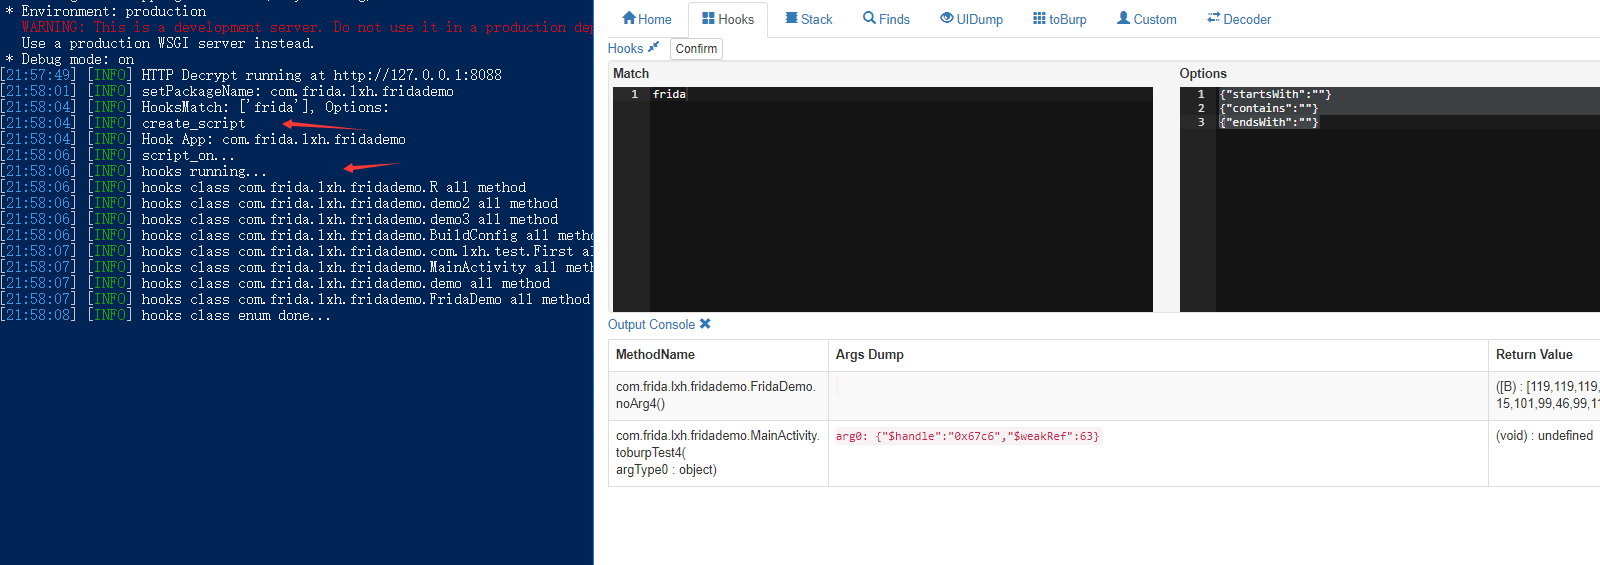 * Environment: production
WARNING: This is a development server. Do not use it in a production dep
Use a production WSGI server instead.
* Debug mode: on
[21:57:49] [INFO] HTTP Decrypt running at http://127.0.0.1:8088
[21:58:01] [INFO] setPackageName: com.frida.lxh.fridademo
[21:58:04] [INFO] HooksMatch: ['frida'], Options:
[21:58:04] [INFO] create_script
[21:58:04] [INFO] Hook App: com.frida.lxh.fridademo
[21:58:06] [INFO] script_on...
[21:58:06] [INFO] hooks running...
[21:58:06] [INFO] hooks class com.frida.lxh.fridademo.R all method
[21:58:06] [INFO] hooks class com.frida.lxh.fridademo.demo2 all method
[21:58:06] [INFO] hooks class com.frida.lxh.fridademo.demo3 all method
[21:58:06] [INFO] hooks class com.frida.lxh.fridademo.BuildConfig all metho
[21:58:07] [INFO] hooks class com.frida.lxh.fridademo.com.lxh.test.First al
[21:58:07] [INFO] hooks class com.frida.lxh.fridademo.MainActivity all meth
[21:58:07] [INFO] hooks class com.frida.lxh.fridademo.demo all method
[21:58:07] [INFO] hooks class com.frida.lxh.fridademo.FridaDemo all method
[21:58:08] [INFO] hooks class enum done...
Home Hooks Stack Finds UIDump toBurp Custom Decoder
Hooks Confirm
Match
1 frida
Options
1 {"startsWith":""}
2 {"contains":""}
3 {"endsWith":""}
Output Console
MethodName Args Dump Return Value
com.frida.lxh.fridademo.FridaDemo.
noArg4()
([B) : [119,119,119,
15,101,99,46,99,11
com.frida.lxh.fridademo.MainActivity.
toburpTest4(
argType0 : object)
arg0: {"$handle":"0x67c6","$weakRef":63}
(void) : undefined